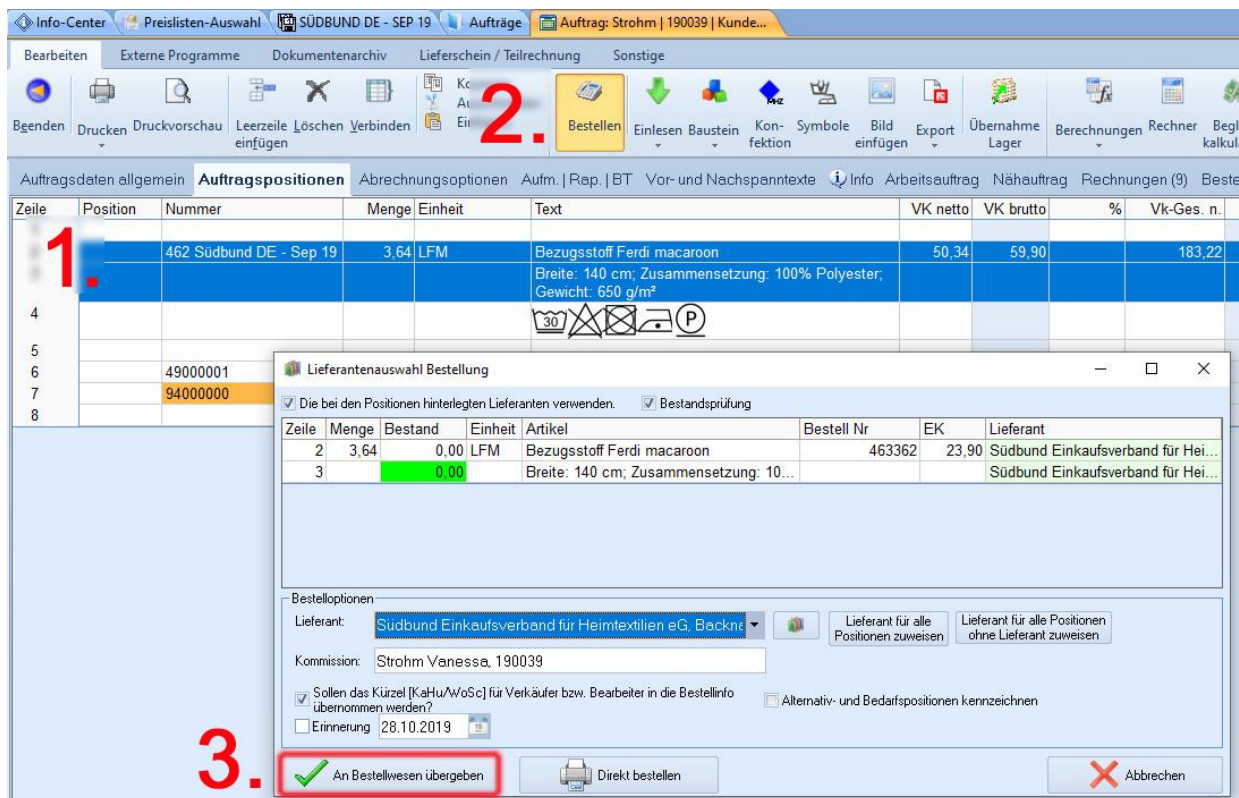 Info-Center Preislisten-Auswahl SÜDBUND DE - SEP 19 Aufträge Auftrag: Strohm | 190039 | Kunde...
Bearbeiten Externe Programme Dokumentenarchiv Lieferschein / Teilrechnung Sonstige
2.
Beenden Drucken Druckvorschau Leerzeile einfügen Löschen Verbinden Bestellen Einlesen Baustein Kon- fektion Symbole Bild einfügen Export Übernahme Lager Berechnungen Rechner
MHZ
Auftragsdaten allgemein Auftragspositionen Abrechnungsoptionen Aufm. | Rap. | BT Vor- und Nachspanntexte Info Arbeitsauftrag Nähauftrag Rechnungen (9) Beste
Zeile Position Nummer Menge Einheit Text VK netto VK brutto % Vk-Ges. n.
1.
462 Südbund DE - Sep 19 3,64 LFM Bezugsstoff Ferdi macaroon 50,34 59,90 183,22
Breite: 140 cm; Zusammensetzung: 100% Polyester;
Gewicht: 650 g/m²
4 30 P
5
6 49000001
7 94000000
8
Lieferantenauswahl Bestellung
Die bei den Positionen hinterlegten Lieferanten verwenden. Bestandsprüfung
Zeile Menge Bestand Einheit Artikel Bestell Nr EK Lieferant
2 3,64 0,00 LFM Bezugsstoff Ferdi macaroon 463362 23,90 Südbund Einkaufsverband für Hei...
3 0,00 Breite: 140 cm; Zusammensetzung: 10... Südbund Einkaufsverband für Hei...
Bestelloptionen
Lieferant: Südbund Einkaufsverband für Heimtextilien eG, Backna Lieferant für alle Positionen zuweisen Lieferant für alle Positionen ohne Lieferant zuweisen
Kommission: Strohm Vanessa, 190039
Sollen das Kürzel [KaHu/WoSc] für Verkäufer bzw. Bearbeiter in die Bestellinfo
übernommen werden?
Alternativ- und Bedarfspositionen kennzeichnen
Erinnerung 28.10.2019
3.
An Bestellwesen übergeben Direkt bestellen Abbrechen